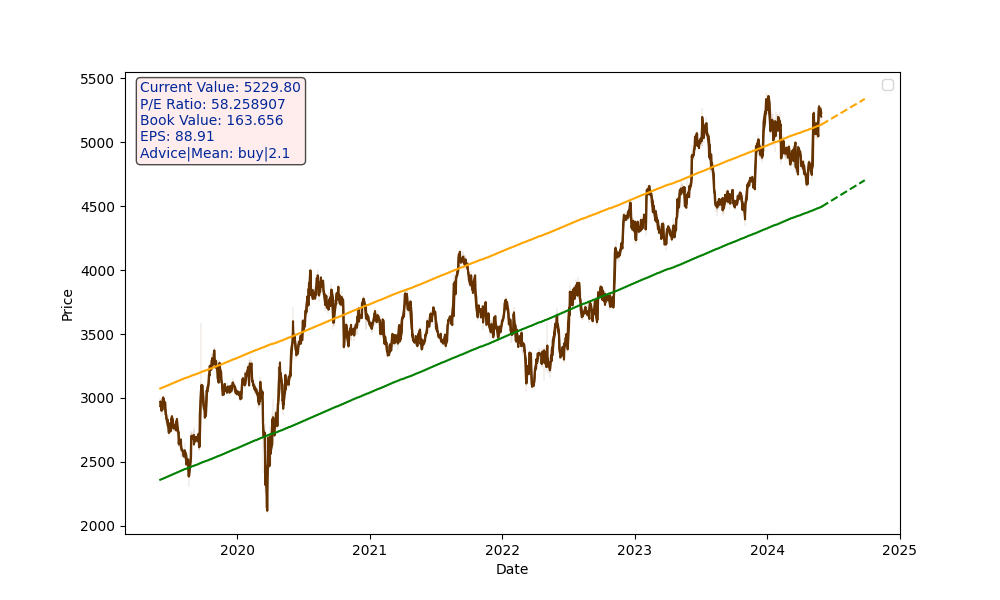 Current Value: 5229.80
P/E Ratio: 58.258907
Book Value: 163.656
EPS: 88.91
Advice|Mean: buy|2.1
Price
5500
5000
4500
4000
3500
3000
2500
2000
2020 2021 2022 2023 2024 2025
Date